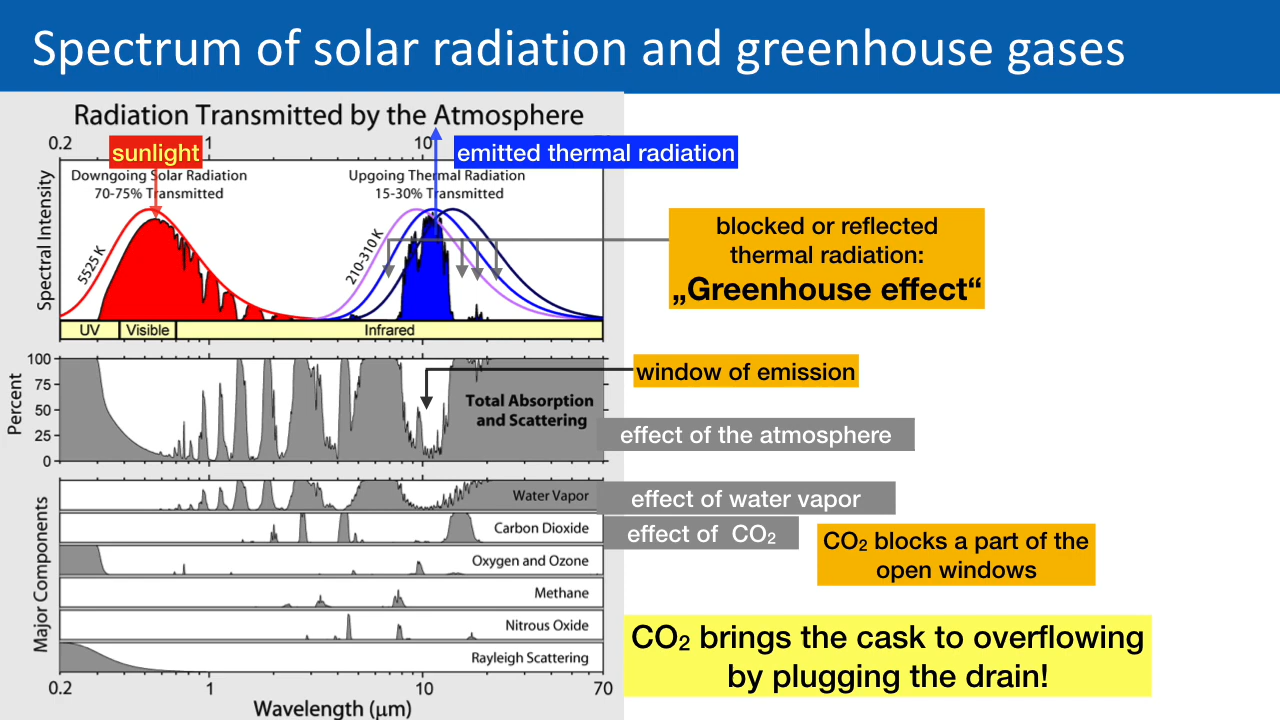 Spectrum of solar radiation and greenhouse gases
Radiation Transmitted by the Atmosphere
0.2 1 10
sunlight
emitted thermal radiation
Downgoing Solar Radiation
70-75% Transmitted
Upgoing Thermal Radiation
15-30% Transmitted
Spectral Intensity
5525 K
210-310 K
blocked or reflected
thermal radiation:
„Greenhouse effect“
UV Visible Infrared
Percent
100
75
50
25
0
window of emission
Total Absorption
and Scattering
effect of the atmosphere
Major Components
Water Vapor
effect of water vapor
Carbon Dioxide
effect of CO₂
CO₂ blocks a part of the
open windows
Oxygen and Ozone
Methane
Nitrous Oxide
Rayleigh Scattering
CO₂ brings the cask to overflowing
by plugging the drain!
0.2 1 10 70
Wavelength (μm)